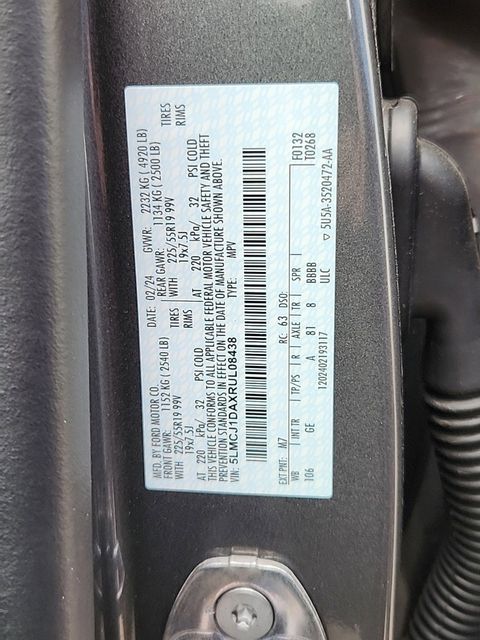 MFD. BY FORD MOTOR CO.
DATE: 02/24 GVWR: 2232 KG ( 4920 LB)
FRONT GAWR: 1152 KG ( 2540 LB) REAR GAWR: 1134 KG ( 2500 LB)
WITH 225/55R19 99V TIRES WITH 225/55R19 99V TIRES
19x7.5J RIMS 19x7.5J RIMS
AT 220 kPa/ 32 PSI COLD AT 220 kPa/ 32 PSI COLD
THIS VEHICLE CONFORMS TO ALL APPLICABLE FEDERAL MOTOR VEHICLE SAFETY AND THEFT
PREVENTION STANDARDS IN EFFECT ON THE DATE OF MANUFACTURE SHOWN ABOVE.
VIN: 5LMCJ1DAXRUL08438 TYPE: MPV
F0132
T0268
EXT PNT: M7 RC: 63 DSO:
WB INT TR TP/PS R AXLE TR SPR
106 GE A 81 8 BBBB
1202402193117 ULC
▽ 5U5A-3520472-AA